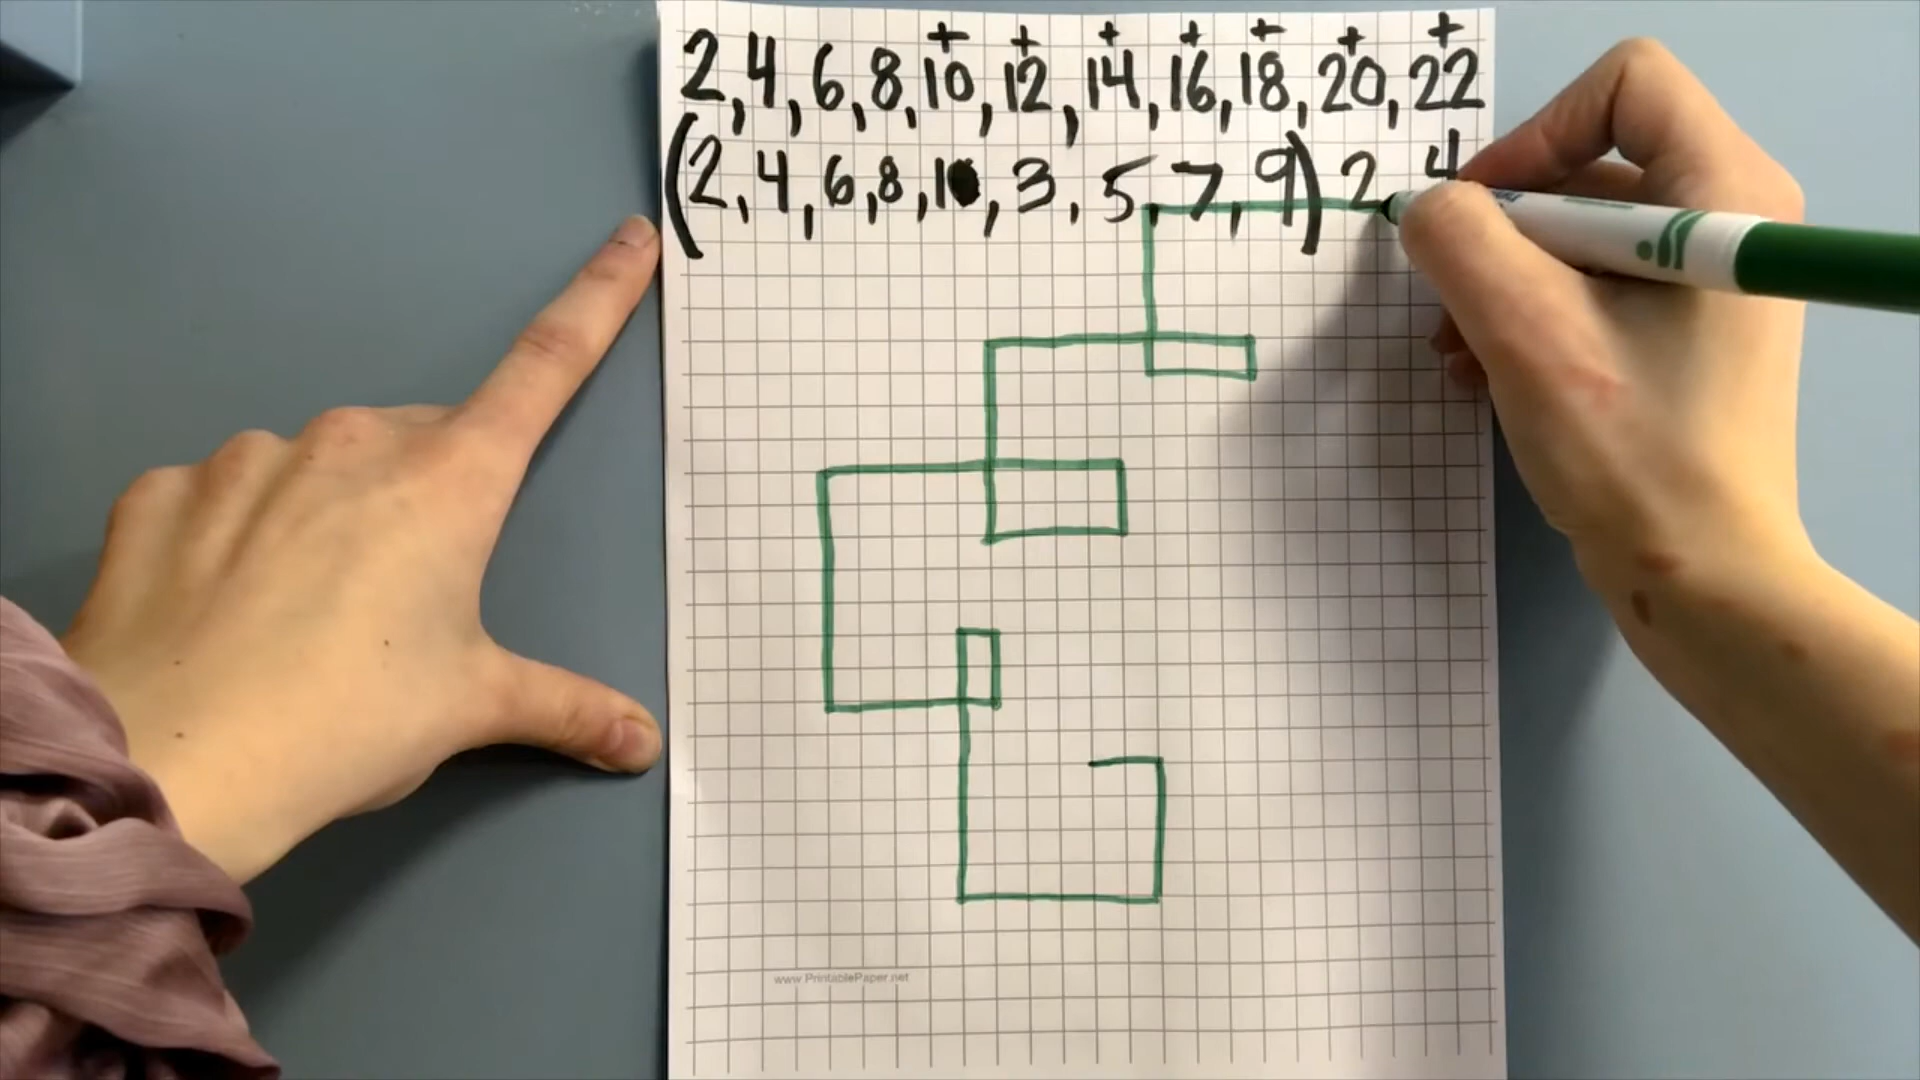 + + + + + + +
2, 4, 6, 8, 10, 12, 14, 16, 18, 20, 22
(2, 4, 6, 8, 1, 3, 5, 7, 9) 2 4
www.PrintablePaper.net